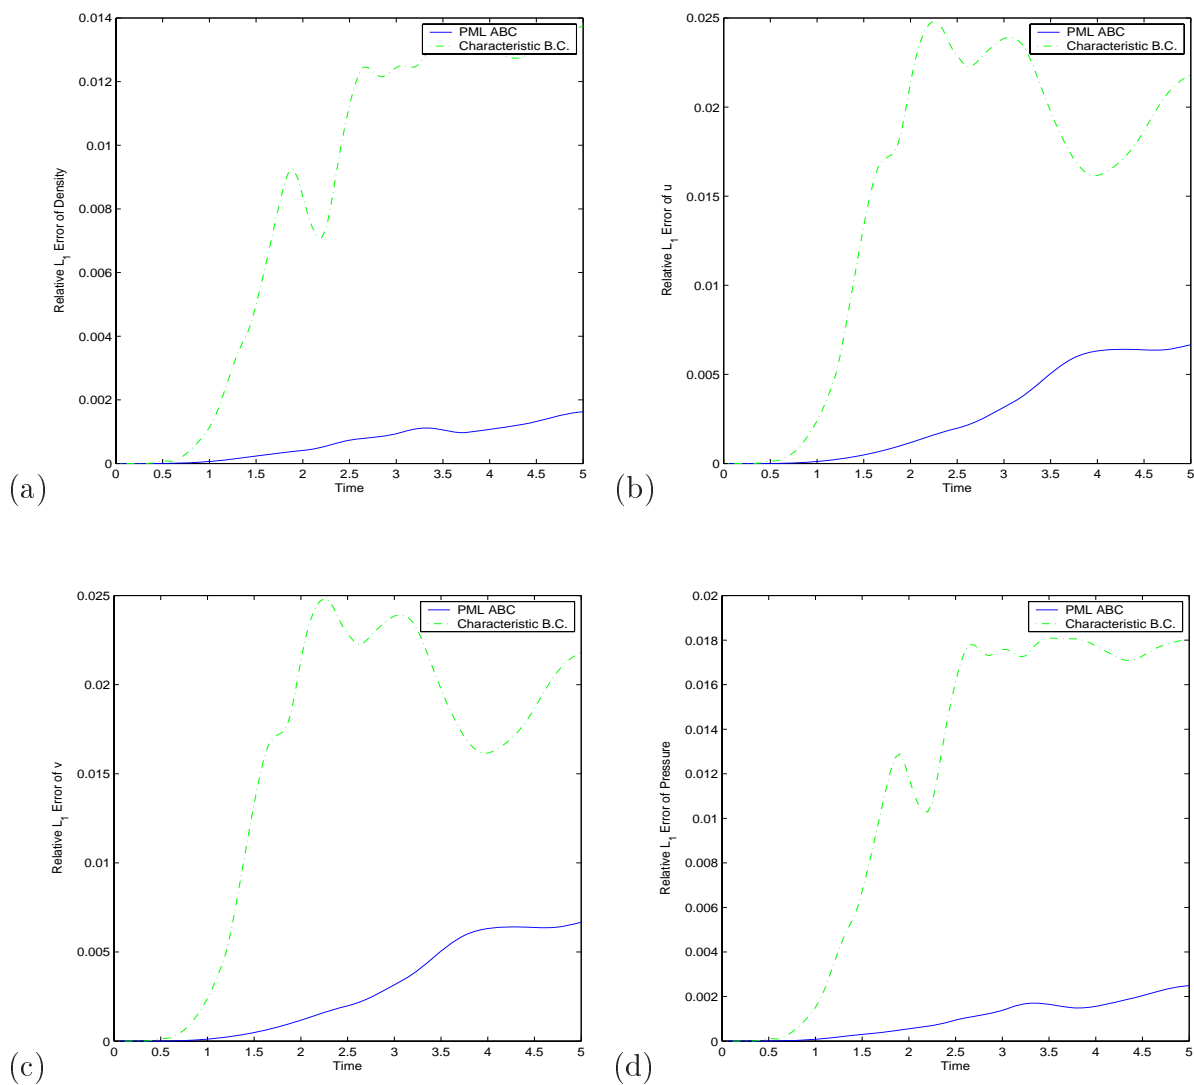 0.014
0.012
0.01
0.008
0.006
0.004
0.002
0
Relative L1 Error of Density
PML ABC
Characteristic B.C.
0 0.5 1 1.5 2 2.5 3 3.5 4 4.5 5
Time
(a)
0.025
0.02
0.015
0.01
0.005
0
Relative L1 Error of u
PML ABC
Characteristic B.C.
0 0.5 1 1.5 2 2.5 3 3.5 4 4.5 5
Time
(b)
0.025
0.02
0.015
0.01
0.005
0
Relative L1 Error of v
PML ABC
Characteristic B.C.
0 0.5 1 1.5 2 2.5 3 3.5 4 4.5 5
Time
(c)
0.02
0.018
0.016
0.014
0.012
0.01
0.008
0.006
0.004
0.002
0
Relative L1 Error of Pressure
PML ABC
Characteristic B.C.
0 0.5 1 1.5 2 2.5 3 3.5 4 4.5 5
Time
(d)